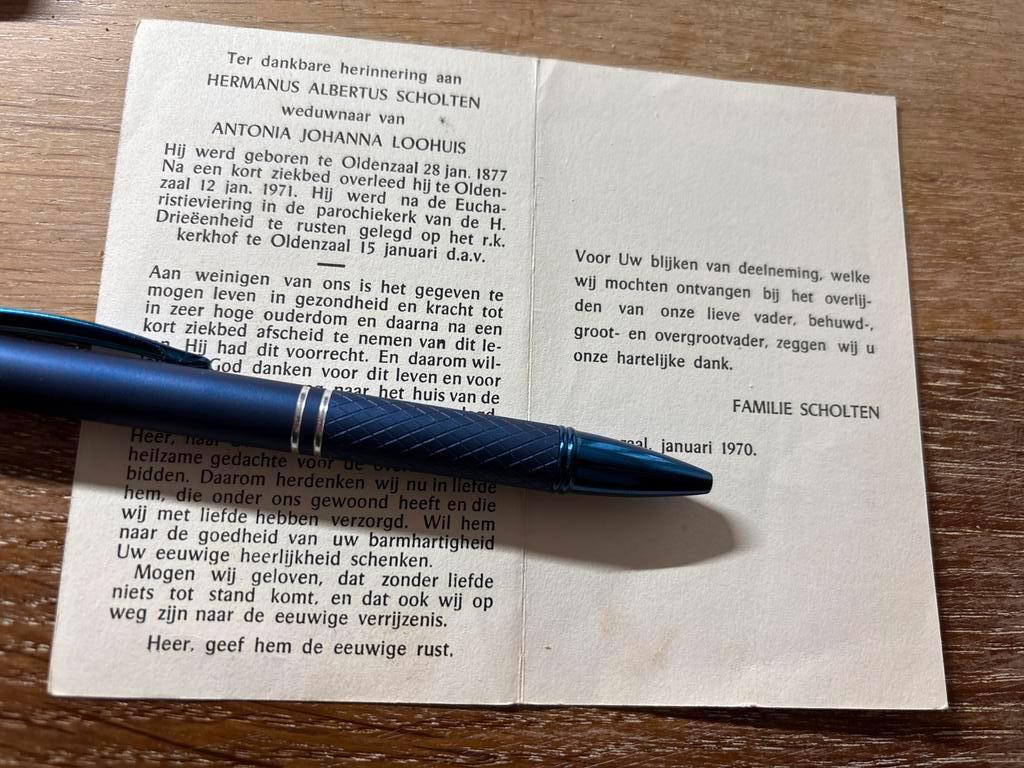 Ter dankbare herinnering aan
HERMANUS ALBERTUS SCHOLTEN
weduwnaar van
ANTONIA JOHANNA LOOHUIS
Hij werd geboren te Oldenzaal 28 jan. 1877
Na een kort ziekbed overleed hij te Olden-
zaal 12 jan. 1971. Hij werd na de Eucha-
ristieviering in de parochiekerk van de H.
Drieëenheid te rusten gelegd op het r.k.
kerkhof te Oldenzaal 15 januari d.a.v.
Aan weinigen van ons is het gegeven te
mogen leven in gezondheid en kracht tot
in zeer hoge ouderdom en daarna na een
kort ziekbed afscheid te nemen van dit le-
Hij had dit voorrecht. En daarom wil-
God danken voor dit leven en voor
naar het huis van de
Heer,
heilzame gedachte voor de
bidden. Daarom herdenken wij nu in liefde
hem, die onder ons gewoond heeft en die
wij met liefde hebben verzorgd. Wil hem
naar de goedheid van uw barmhartigheid
Uw eeuwige heerlijkheid schenken.
Mogen wij geloven, dat zonder liefde
niets tot stand komt, en dat ook wij op
weg zijn naar de eeuwige verrijzenis.
Heer, geef hem de eeuwige rust.
Voor Uw blijken van deelneming, welke
wij mochten ontvangen bij het overlij-
den van onze lieve vader, behuwd-,
groot- en overgrootvader, zeggen wij u
onze hartelijke dank.
FAMILIE SCHOLTEN
januari 1970.